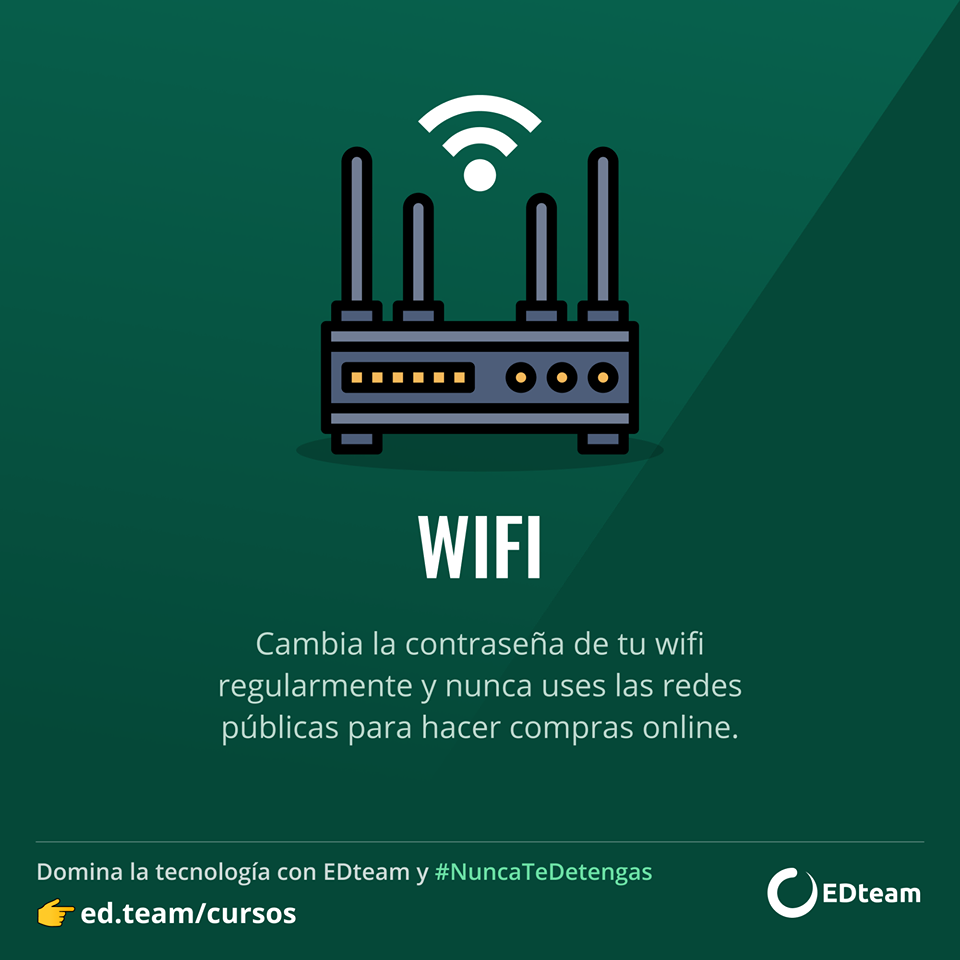 WIFI
Cambia la contraseña de tu wifi
regularmente y nunca uses las redes
públicas para hacer compras online.
Domina la tecnología con EDteam y #NuncaTeDetengas
ed.team/cursos
EDteam